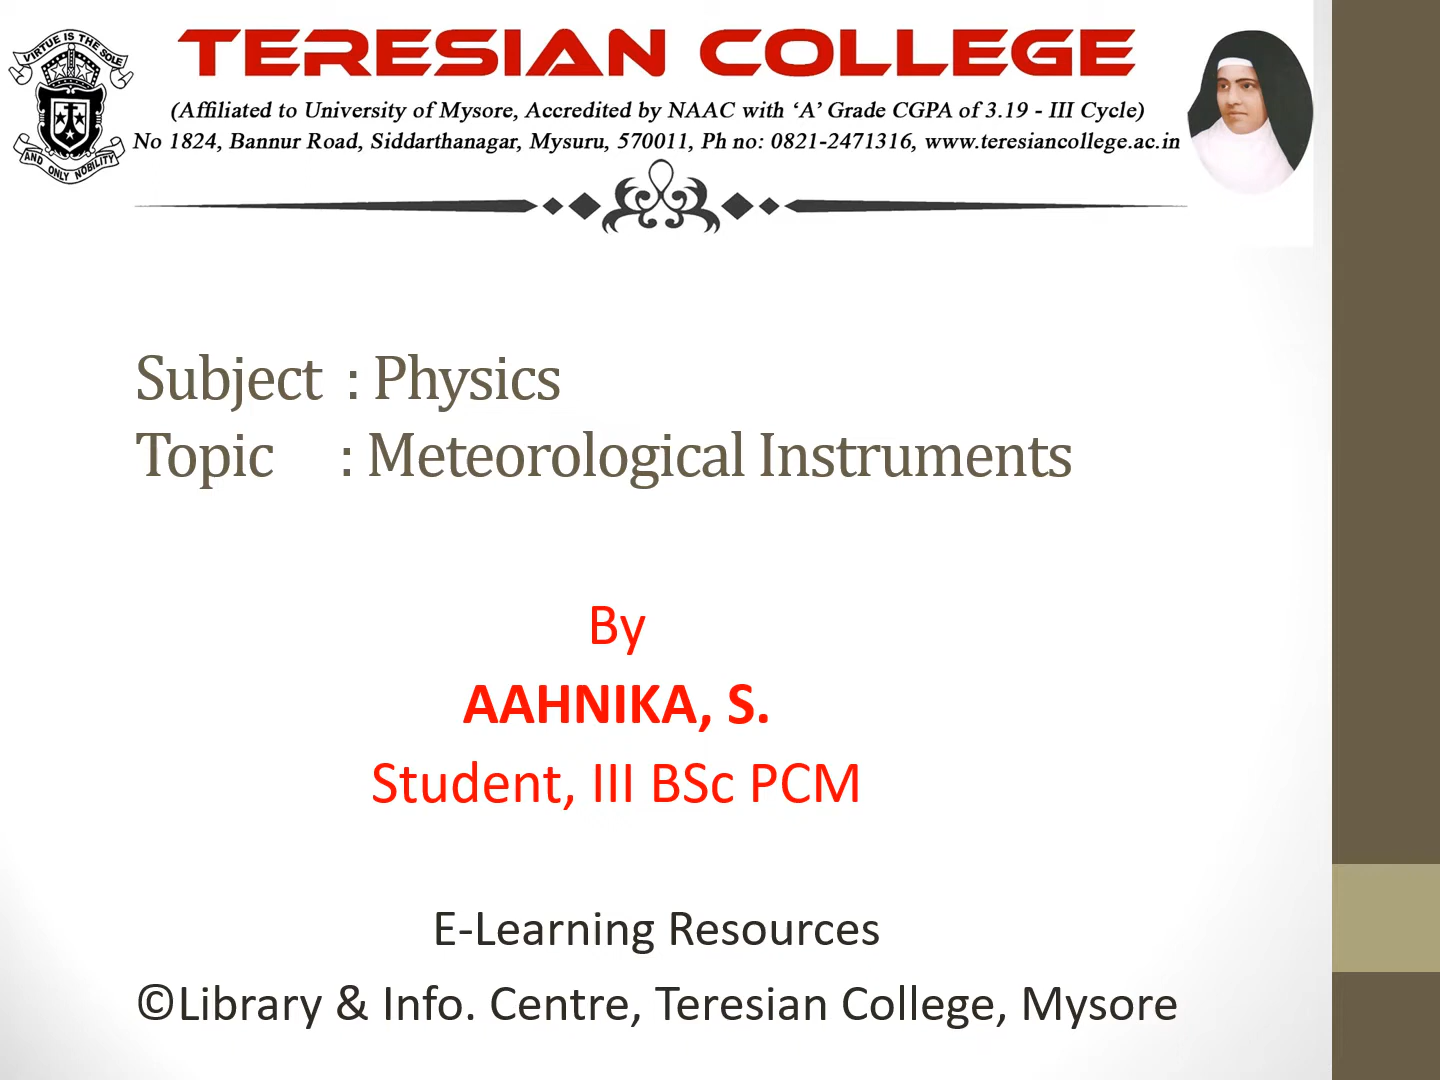 VIRTUE IS THE SOLE
AND ONLY NOBILITY
TERESIAN COLLEGE
(Affiliated to University of Mysore, Accredited by NAAC with ‘A’ Grade CGPA of 3.19 - III Cycle)
No 1824, Bannur Road, Siddarthanagar, Mysuru, 570011, Ph no: 0821-2471316, www.teresiancollege.ac.in
Subject : Physics
Topic : Meteorological Instruments
By
AAHNIKA, S.
Student, III BSc PCM
E-Learning Resources
©Library & Info. Centre, Teresian College, Mysore